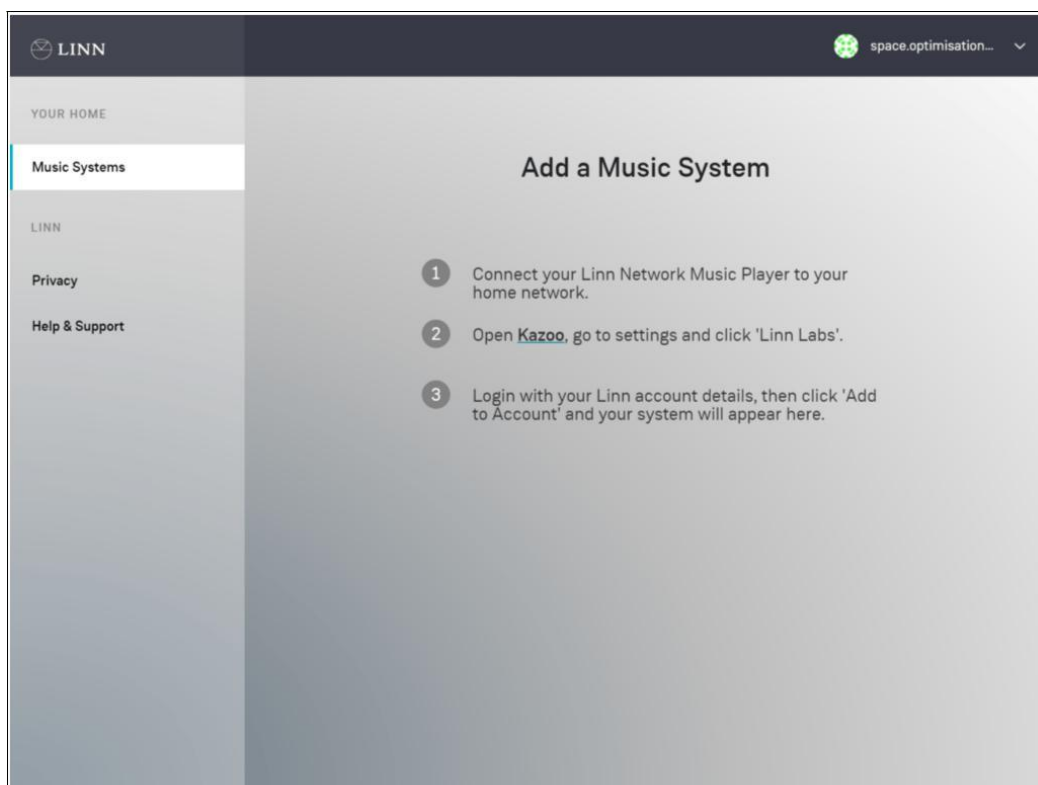 LINN
space.optimisation...
YOUR HOME
Music Systems
LINN
Privacy
Help & Support
Add a Music System
1 Connect your Linn Network Music Player to your
home network.
2 Open Kazoo, go to settings and click 'Linn Labs'.
3 Login with your Linn account details, then click 'Add
to Account' and your system will appear here.